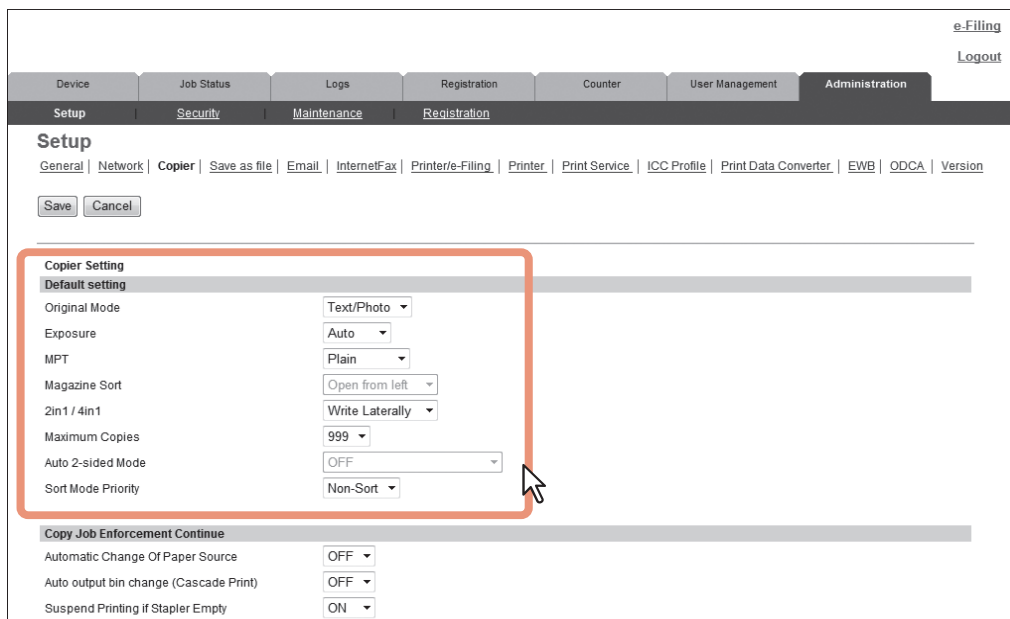 e-Filing
Logout
Device Job Status Logs Registration Counter User Management Administration
Setup | Security | Maintenance | Registration
Setup
General | Network | Copier | Save as file | Email | InternetFax | Printer/e-Filing | Printer | Print Service | ICC Profile | Print Data Converter | EWB | ODCA | Version
Save Cancel
Copier Setting
Default setting
Original Mode Text/Photo
Exposure Auto
MPT Plain
Magazine Sort Open from left
2in1 / 4in1 Write Laterally
Maximum Copies 999
Auto 2-sided Mode OFF
Sort Mode Priority Non-Sort
Copy Job Enforcement Continue
Automatic Change Of Paper Source OFF
Auto output bin change (Cascade Print) OFF
Suspend Printing if Stapler Empty ON